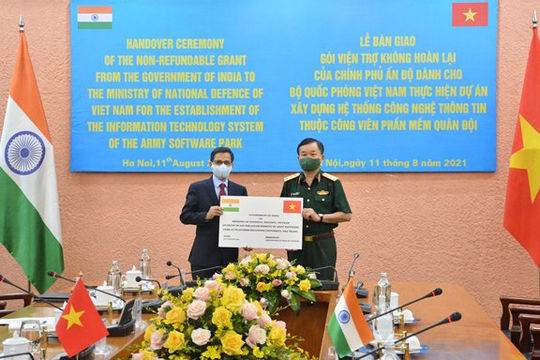 HANDOVER CEREMONY
OF THE NON-REFUNDABLE GRANT
FROM THE GOVERNMENT OF INDIA TO
THE MINISTRY OF NATIONAL DEFENCE OF
VIET NAM FOR THE ESTABLISHMENT OF
THE INFORMATION TECHNOLOGY SYSTEM
OF THE ARMY SOFTWARE PARK
Ha Noi, 11 August
LỄ BÀN GIAO
GÓI VIỆN TRỢ KHÔNG HOÀN LẠI
CỦA CHÍNH PHỦ ẤN ĐỘ DÀNH CHO
BỘ QUỐC PHÒNG VIỆT NAM THỰC HIỆN DỰ ÁN
XÂY DỰNG HỆ THỐNG CÔNG NGHỆ THÔNG TIN
THUỘC CÔNG VIÊN PHẦN MỀM QUÂN ĐỘI
Nội, ngày 11 tháng 8 năm 2021
GOVERNMENT OF INDIA